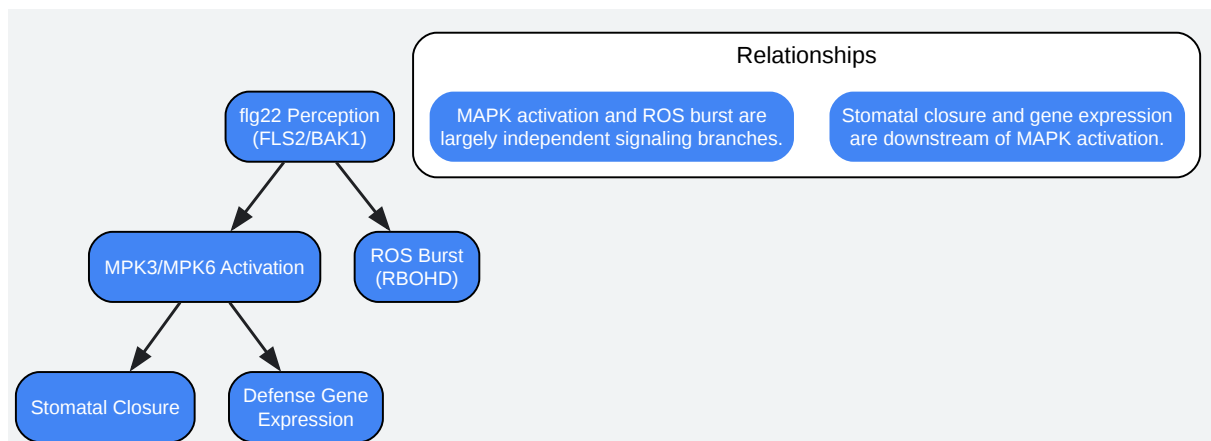 Relationships
flg22 Perception
(FLS2/BAK1)
MAPK activation and ROS burst are
largely independent signaling branches.
Stomatal closure and gene expression
are downstream of MAPK activation.
MPK3/MPK6 Activation
ROS Burst
(RBOHD)
Stomatal Closure
Defense Gene
Expression